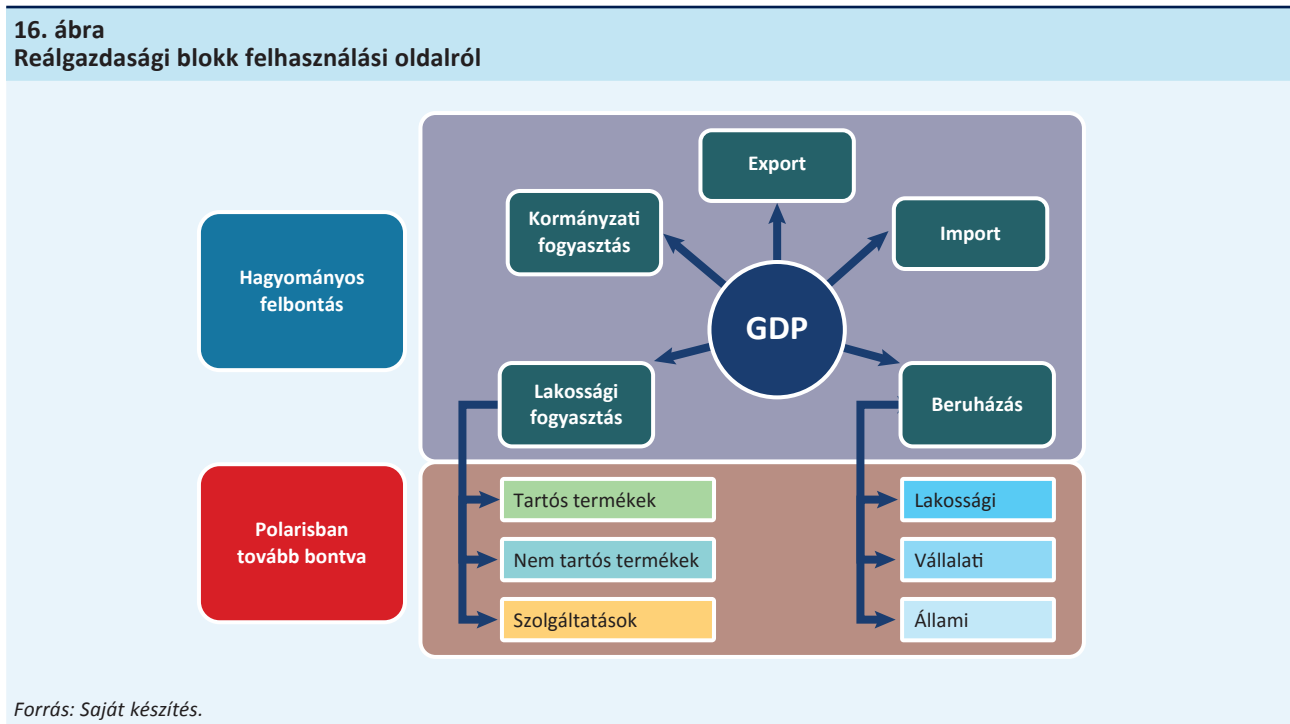 16. ábra
Reálgazdasági blokk felhasználási oldalról
Export
Kormányzati
fogyasztás
Import
Hagyományos
felbontás
GDP
Lakossági
fogyasztás
Beruházás
Polarisban
tovább bontva
Tartós termékek
Nem tartós termékek
Szolgáltatások
Lakossági
Vállalati
Állami
Forrás: Saját készítés.